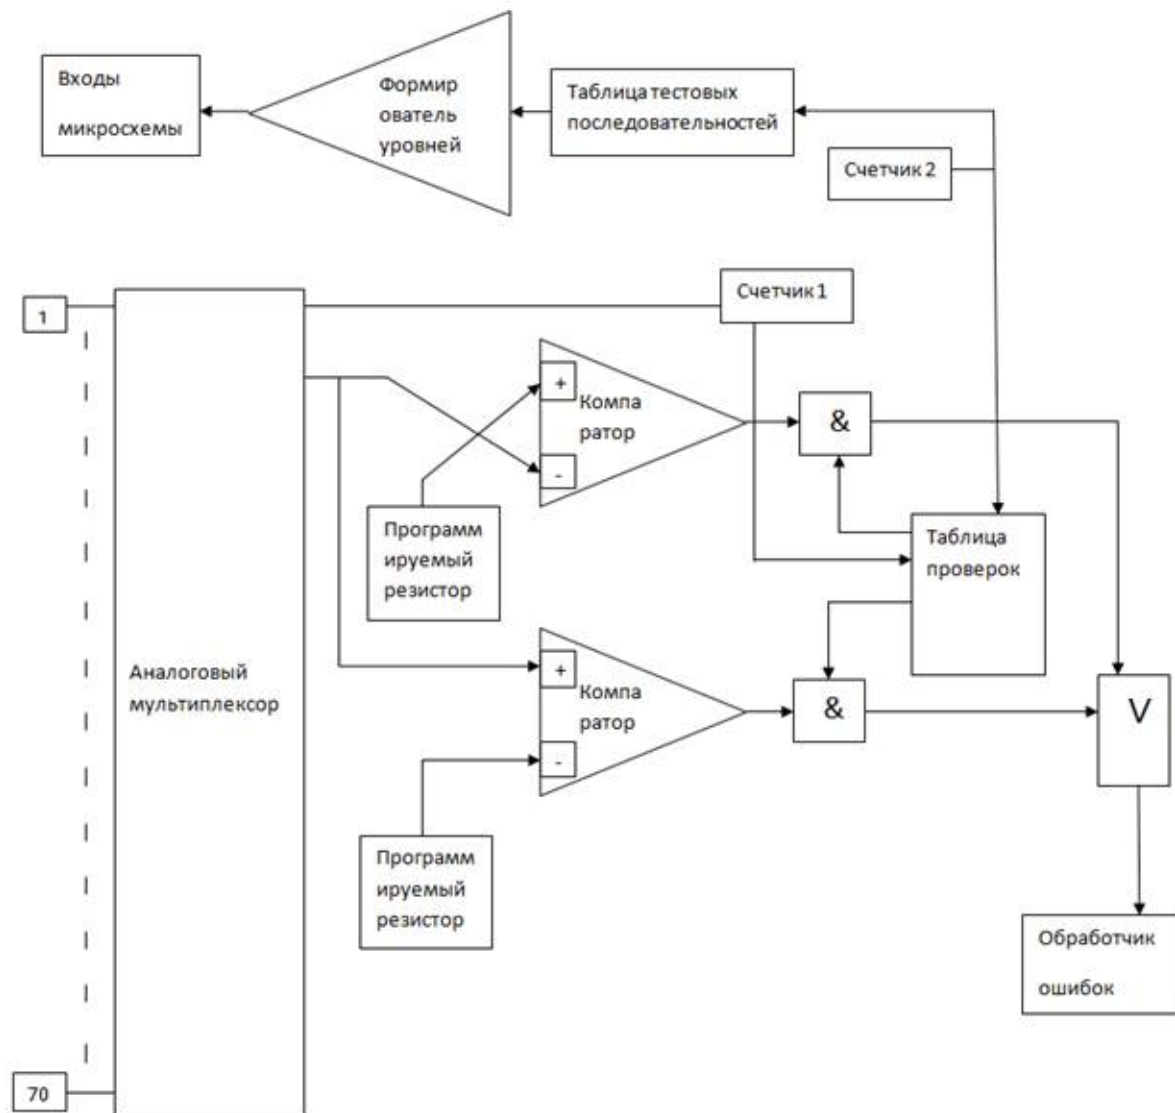 Входы
микросхемы
Формир
ователь
уровней
Таблица тестовых
последовательностей
Счетчик 2
Счетчик 1
1
+
Компа
ратор
-
&
Программ
ируемый
резистор
Таблица
проверок
Аналоговый
мультиплексор
+
Компа
ратор
-
&
V
Программ
ируемый
резистор
Обработчик
ошибок
70